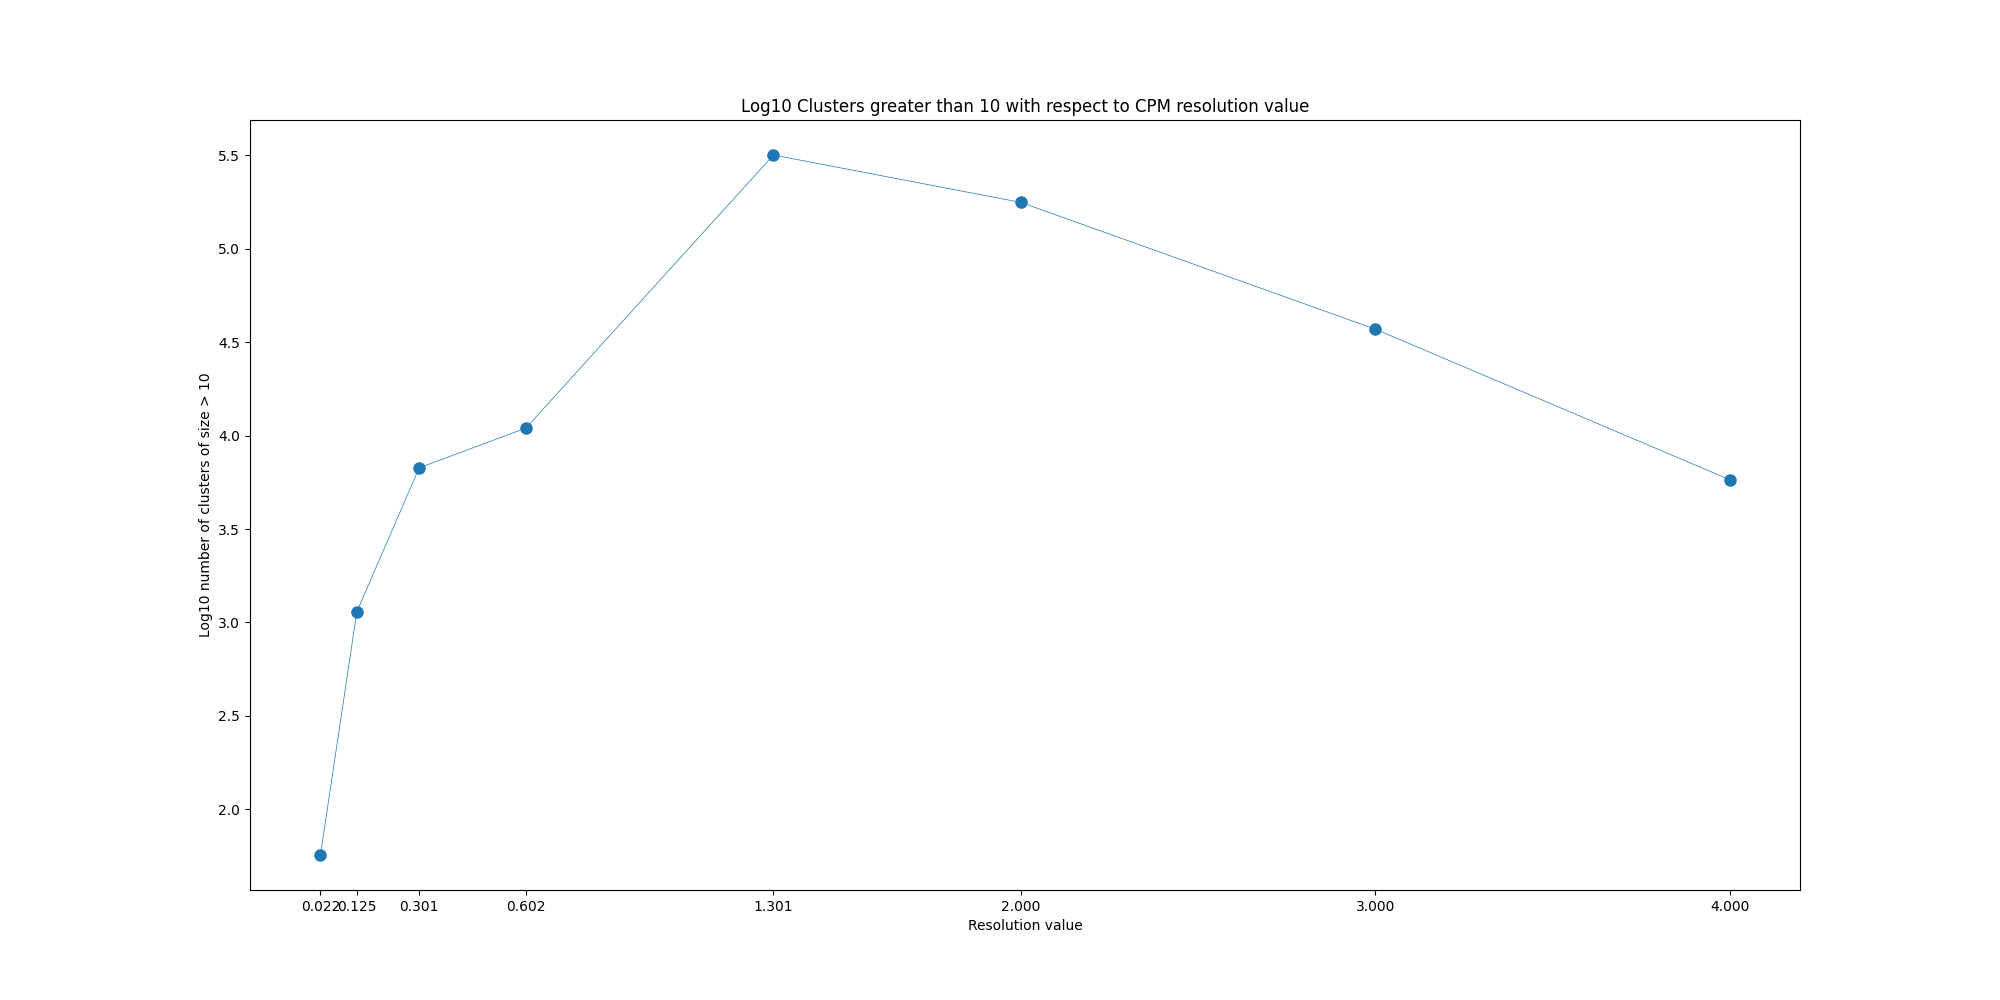 Log10 Clusters greater than 10 with respect to CPM resolution value
5.5
5.0
4.5
4.0
3.5
3.0
2.5
2.0
Log10 number of clusters of size > 10
0.022 0.125 0.301 0.602 1.301 2.000 3.000 4.000
Resolution value